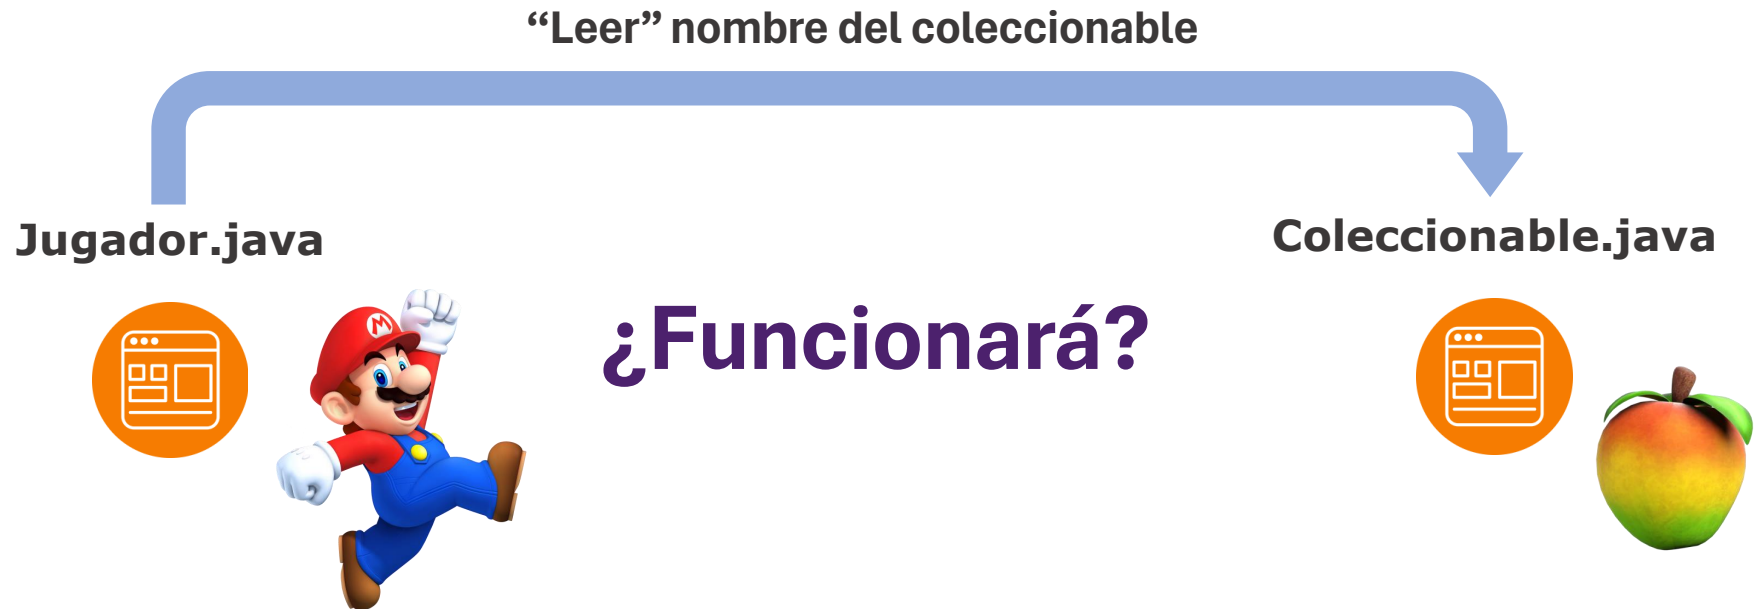 “Leer” nombre del coleccionable
Jugador.java
Coleccionable.java
¿Funcionará?
M